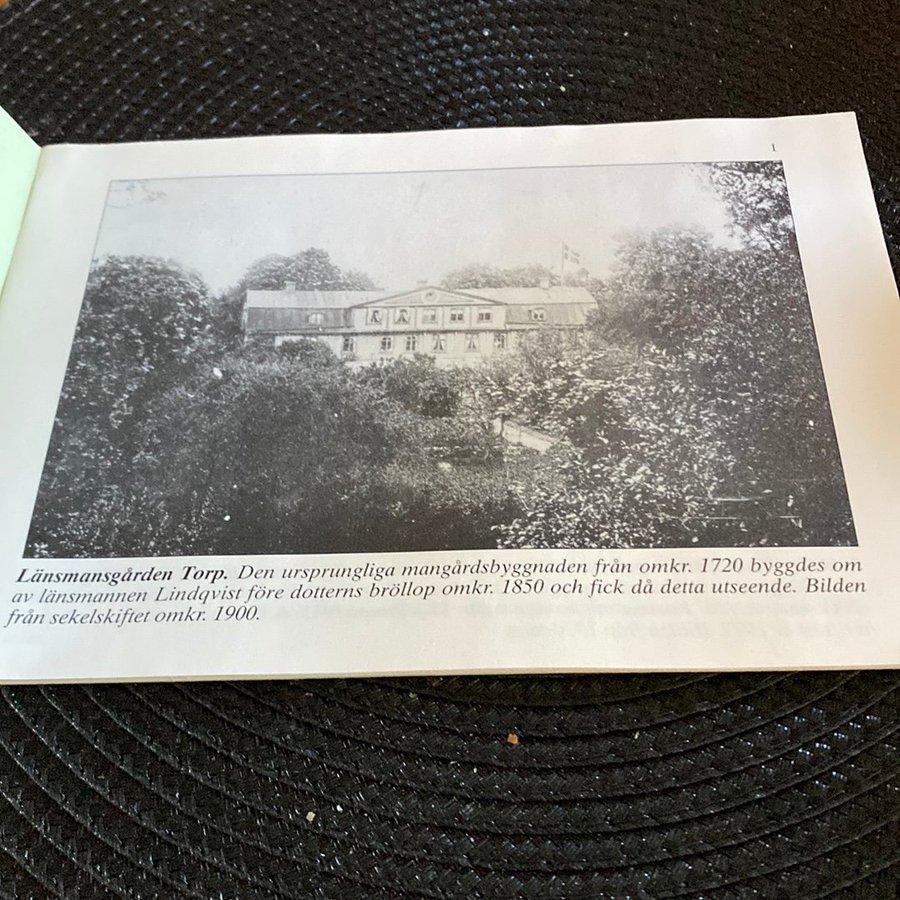 1
Länsmansgården Torp. Den ursprungliga mangårdsbyggnaden från omkr. 1720 byggdes om
av länsmannen Lindqvist före dotterns bröllop omkr. 1850 och fick då detta utseende. Bilden
från sekelskiftet omkr. 1900.